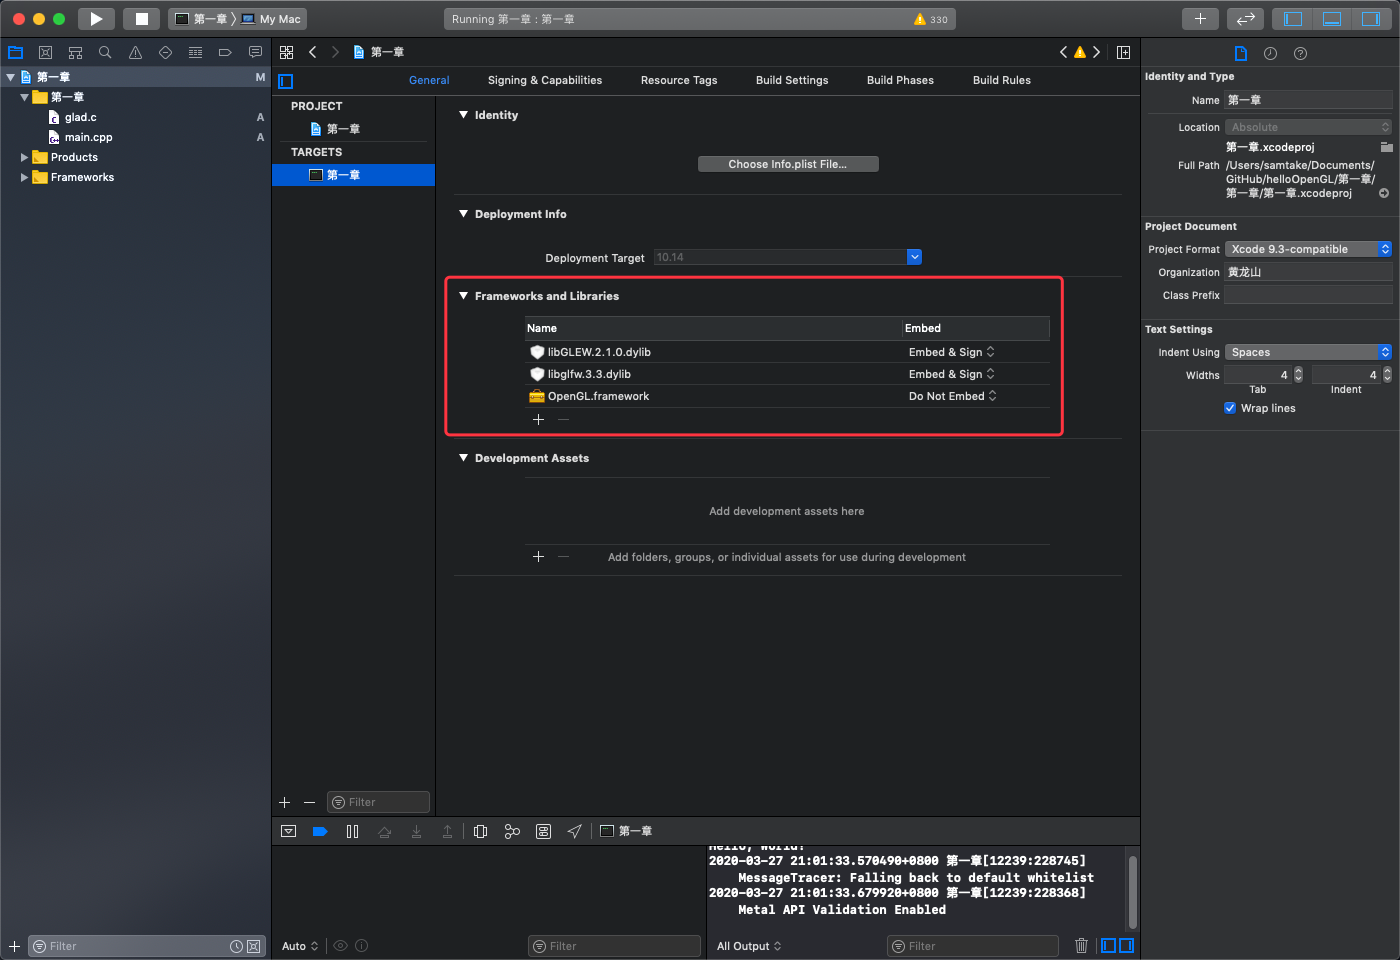 第一章 〉 My Mac
Running 第一章 : 第一章
330
第一章
M
第一章
glad.c
A
main.cpp
A
Products
Frameworks
Filter
第一章
General
Signing & Capabilities
Resource Tags
Build Settings
Build Phases
Build Rules
PROJECT
第一章
TARGETS
第一章
Filter
Identity
Choose Info.plist File...
Deployment Info
Deployment Target
10.14
Frameworks and Libraries
Name
Embed
libGLEW.2.1.0.dylib
Embed & Sign
libglfw.3.3.dylib
Embed & Sign
OpenGL.framework
Do Not Embed
Development Assets
Add development assets here
Add folders, groups, or individual assets for use during development
第一章
Auto
Filter
Hello, World!
2020-03-27 21:01:33.570490+0800 第一章[12239:228745]
MessageTracer: Falling back to default whitelist
2020-03-27 21:01:33.679920+0800 第一章[12239:228368]
Metal API Validation Enabled
All Output
Filter
Identity and Type
Name
第一章
Location
Absolute
第一章.xcodeproj
Full Path
/Users/samtake/Documents/
GitHub/helloOpenGL/第一章/
第一章/第一章.xcodeproj
Project Document
Project Format
Xcode 9.3-compatible
Organization
黄龙山
Class Prefix
Text Settings
Indent Using
Spaces
Widths
4
4
Tab
Indent
Wrap lines